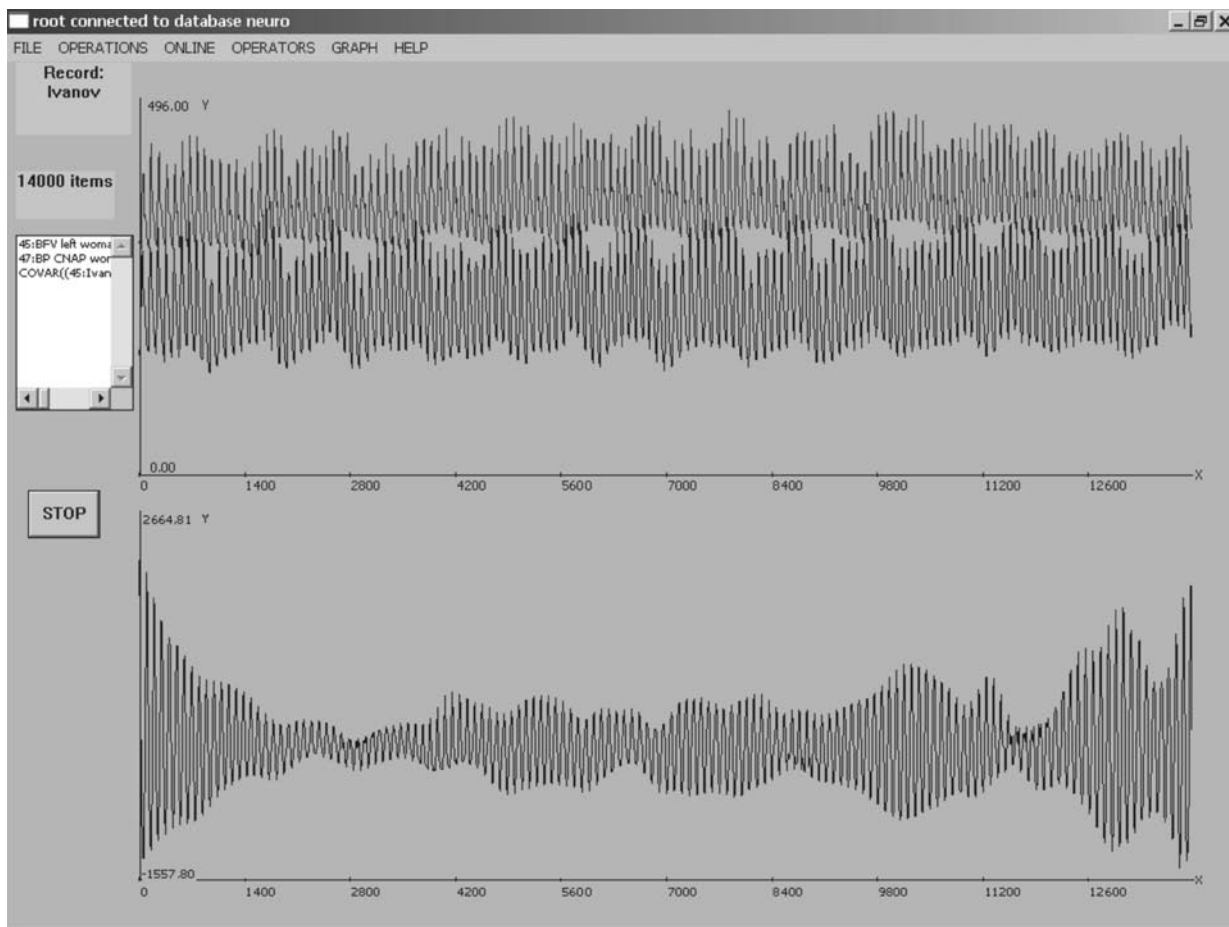 root connected to database neuro
FILE OPERATIONS ONLINE OPERATORS GRAPH HELP
Record:
Ivanov
14000 items
45:BFV left woma
47:BP CNAP wor
COVAR((45:Ivan
STOP
496.00 Y
0.00
0 1400 2800 4200 5600 7000 8400 9800 11200 12600 X
2664.81 Y
-1557.80
0 1400 2800 4200 5600 7000 8400 9800 11200 12600 X